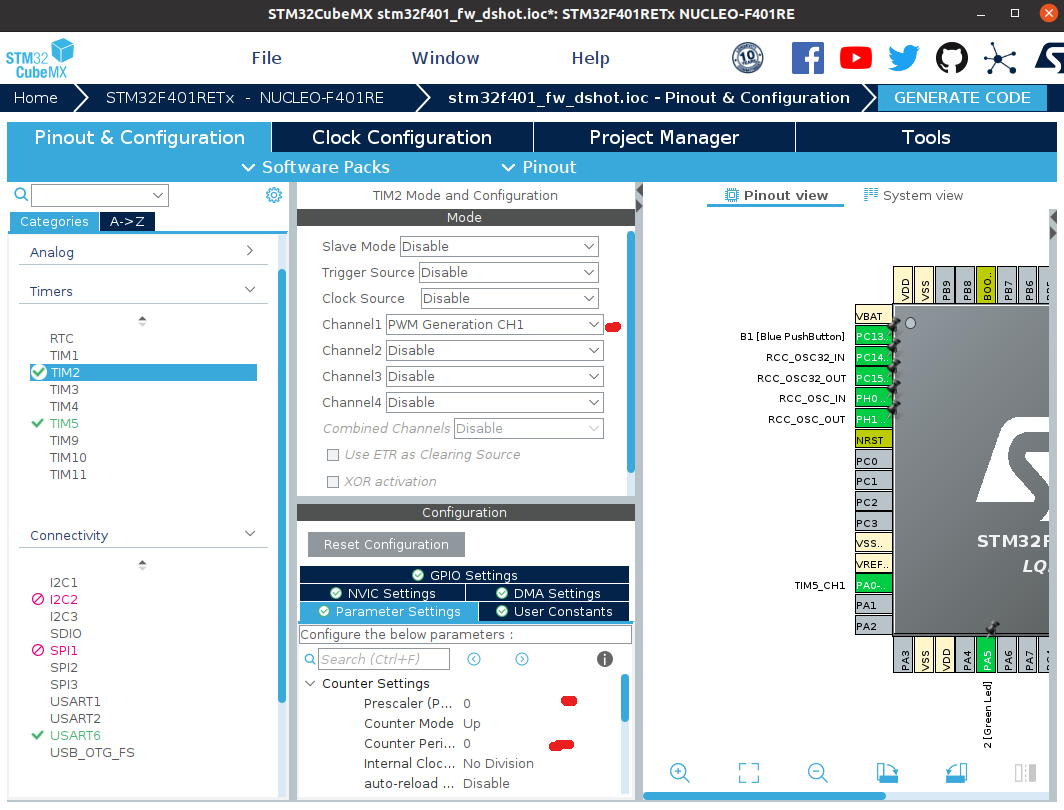 STM32CubeMX stm32f401_fw_dshot.ioc*: STM32F401RETx NUCLEO-F401RE
STM32
CubeMX
File
Window
Help
10
Home
STM32F401RETx - NUCLEO-F401RE
stm32f401_fw_dshot.ioc - Pinout & Configuration
GENERATE CODE
Pinout & Configuration
Clock Configuration
Project Manager
Tools
Software Packs
Pinout
Categories
A->Z
Analog
Timers
RTC
TIM1
TIM2
TIM3
TIM4
TIM5
TIM9
TIM10
TIM11
Connectivity
I2C1
I2C2
I2C3
SDIO
SPI1
SPI2
SPI3
USART1
USART2
USART6
USB_OTG_FS
TIM2 Mode and Configuration
Mode
Slave Mode Disable
Trigger Source Disable
Clock Source Disable
Channel1 PWM Generation CH1
Channel2 Disable
Channel3 Disable
Channel4 Disable
Combined Channels Disable
Use ETR as Clearing Source
XOR activation
Configuration
Reset Configuration
GPIO Settings
NVIC Settings
DMA Settings
Parameter Settings
User Constants
Configure the below parameters :
Search (Ctrl+F)
Counter Settings
Prescaler (P... 0
Counter Mode Up
Counter Peri... 0
Internal Cloc... No Division
auto-reload ... Disable
Pinout view
System view
VDD
VSS
PB9
PB8
BOO..
PB7
PB6
VBAT
B1 [Blue PushButton] PC13..
RCC_OSC32_IN PC14..
RCC_OSC32_OUT PC15..
RCC_OSC_IN PH0 ..
RCC_OSC_OUT PH1 ..
NRST
PC0
PC1
PC2
PC3
VSS..
VREF..
TIM5_CH1 PA0-..
PA1
PA2
STM32F
LQ
PA3
VSS
VDD
PA4
PA5
PA6
PA7
2 [Green Led]